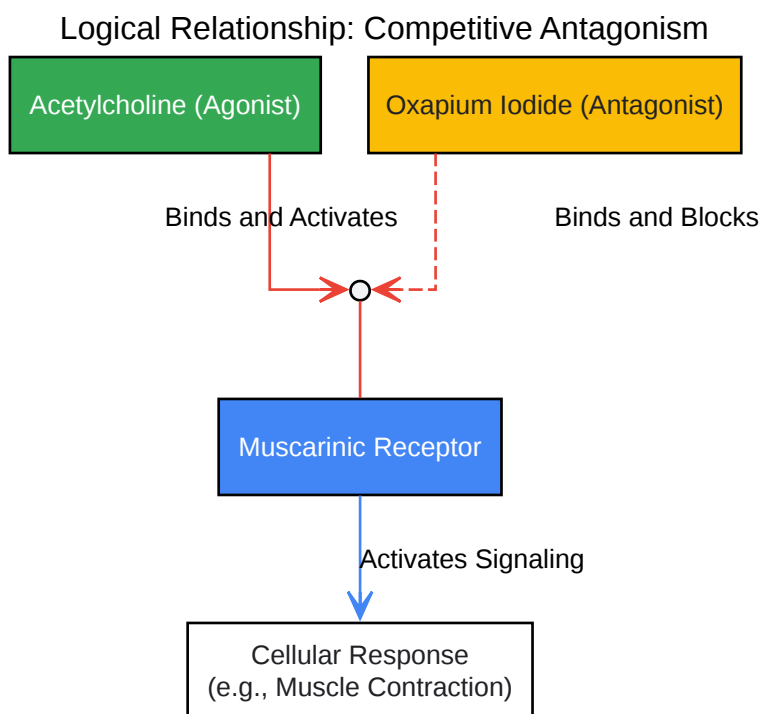 Logical Relationship: Competitive Antagonism
Acetylcholine (Agonist)
Oxapium Iodide (Antagonist)
Binds and Activates
Binds and Blocks
Muscarinic Receptor
Activates Signaling
Cellular Response
(e.g., Muscle Contraction)